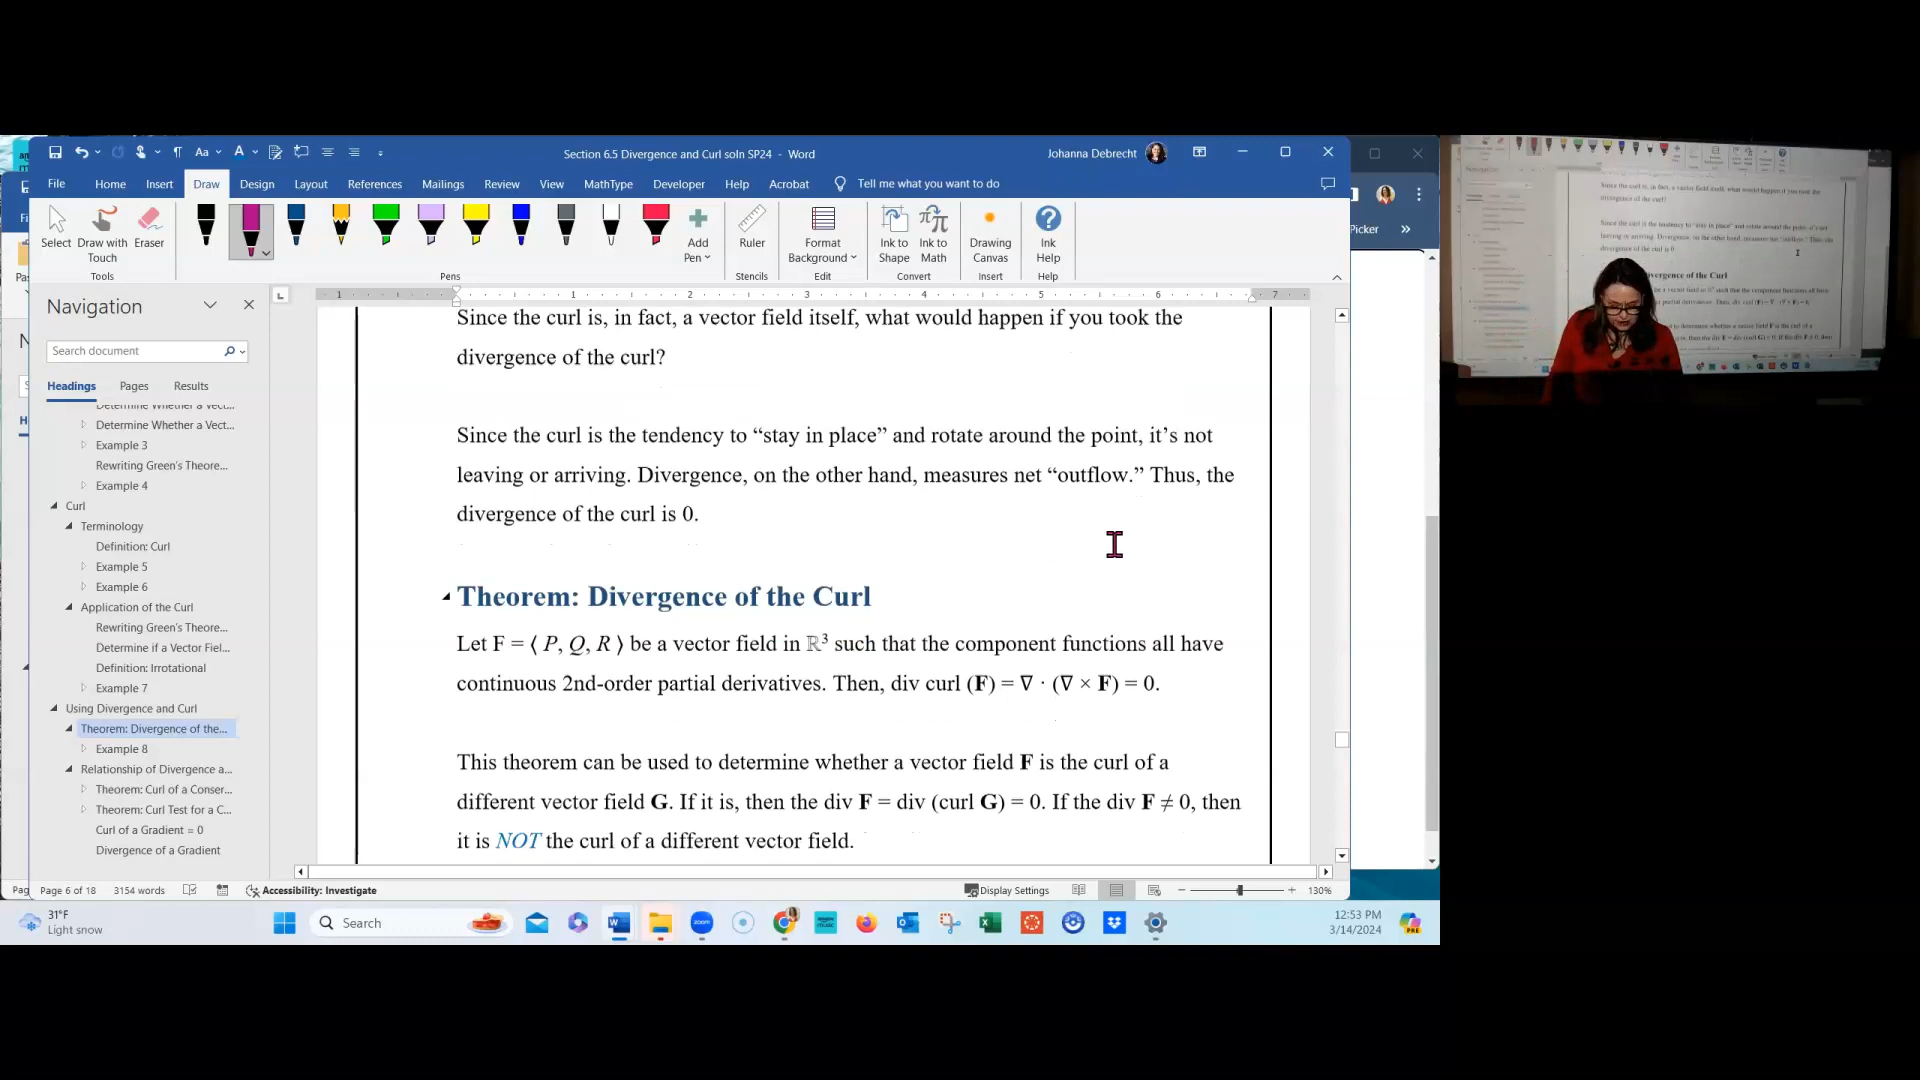 Section 6.5 Divergence and Curl soln SP24 - Word
Johanna Debrecht
File Home Insert Draw Design Layout References Mailings Review View MathType Developer Help Acrobat Tell me what you want to do
Select
Draw with Touch
Eraser
Add Pen
Ruler
Format Background
Ink to Shape
Ink to Math
Drawing Canvas
Ink Help
Tools Pens Stencils Edit Convert Insert Help
Picker
Navigation
Search document
Headings Pages Results
Determine Whether a Vect...
Determine Whether a Vect...
Example 3
Rewriting Green's Theore...
Example 4
Curl
Terminology
Definition: Curl
Example 5
Example 6
Application of the Curl
Rewriting Green's Theore...
Determine if a Vector Fiel...
Definition: Irrotational
Example 7
Using Divergence and Curl
Theorem: Divergence of the...
Example 8
Relationship of Divergence a...
Theorem: Curl of a Conser...
Theorem: Curl Test for a C...
Curl of a Gradient = 0
Divergence of a Gradient
1 1 2 3 4 5 6 7
Since the curl is, in fact, a vector field itself, what would happen if you took the
divergence of the curl?
Since the curl is the tendency to “stay in place” and rotate around the point, it’s not
leaving or arriving. Divergence, on the other hand, measures net “outflow.” Thus, the
divergence of the curl is 0.
Theorem: Divergence of the Curl
Let F = ⟨ P, Q, R ⟩ be a vector field in ℝ³ such that the component functions all have
continuous 2nd-order partial derivatives. Then, div curl (F) = ∇ · (∇ × F) = 0.
This theorem can be used to determine whether a vector field F is the curl of a
different vector field G. If it is, then the div F = div (curl G) = 0. If the div F ≠ 0, then
it is NOT the curl of a different vector field.
Page 6 of 18 3154 words Accessibility: Investigate Display Settings 130%
31°F
Light snow
Search
12:53 PM
3/14/2024